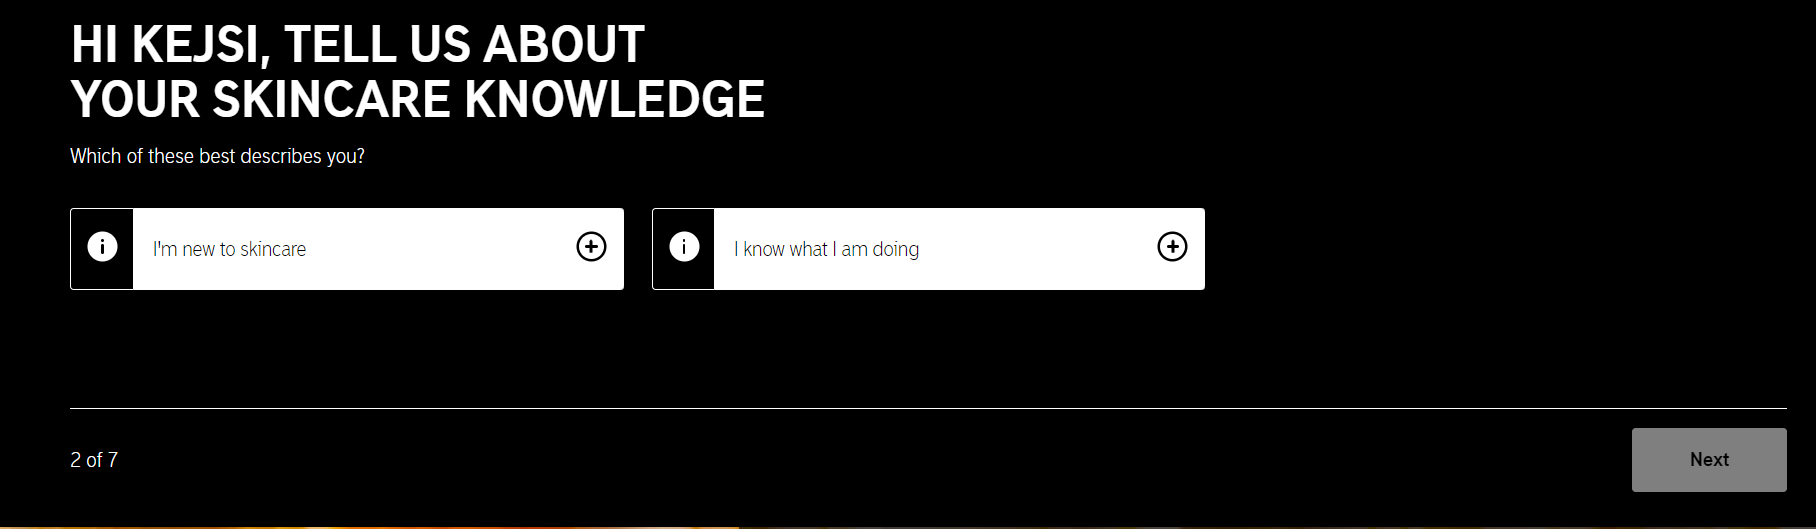 HI KEJSI, TELL US ABOUT
YOUR SKINCARE KNOWLEDGE
Which of these best describes you?
I'm new to skincare
I know what I am doing
2 of 7
Next